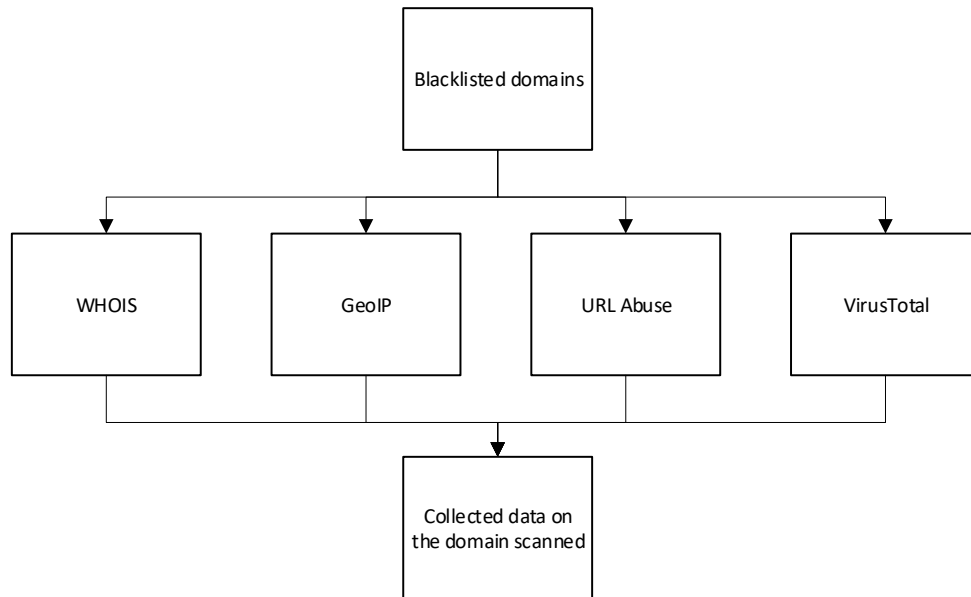 Blacklisted domains
WHOIS
GeoIP
URL Abuse
VirusTotal
Collected data on
the domain scanned